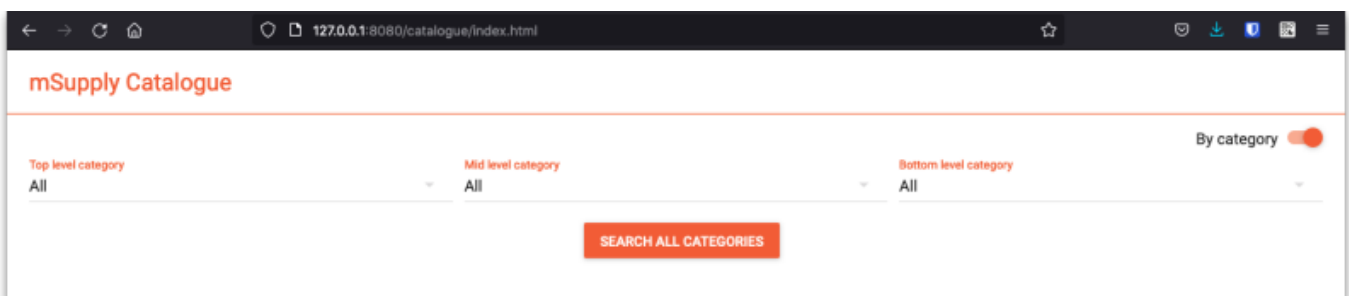 127.0.0.1:8080/catalogue/index.html
mSupply Catalogue
By category
Top level category
All
Mid level category
All
Bottom level category
All
SEARCH ALL CATEGORIES